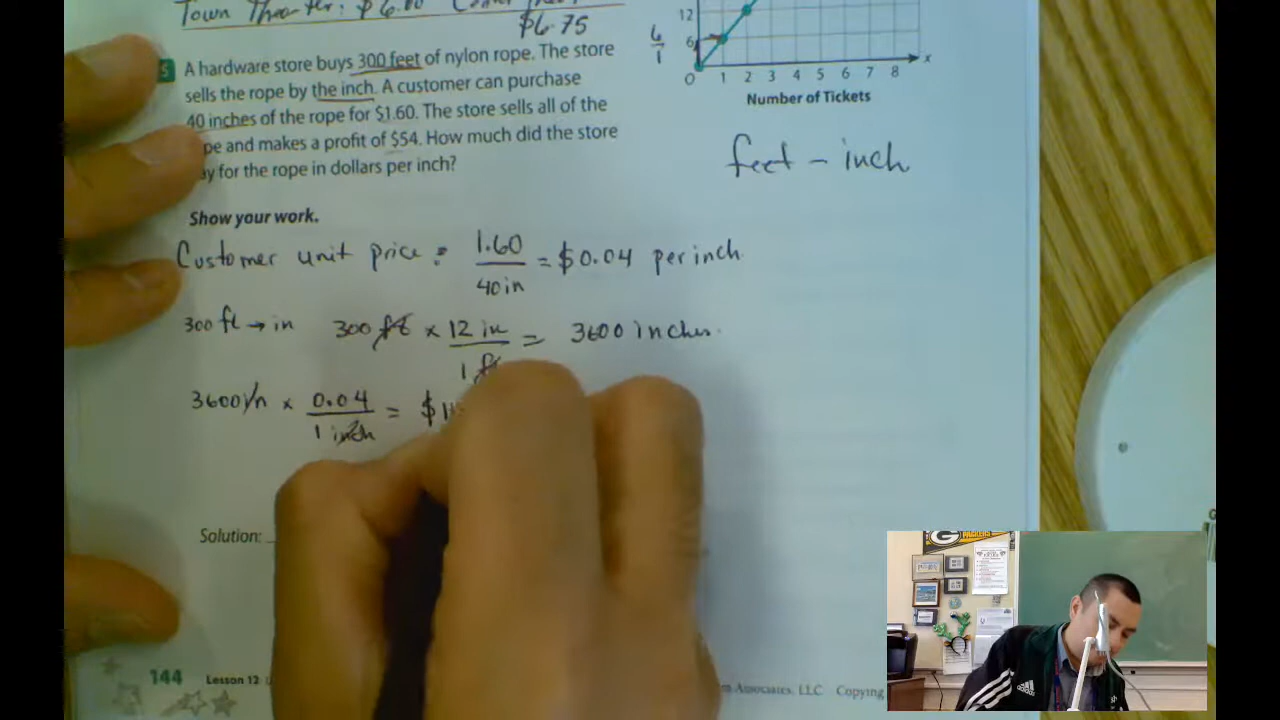 Town Theater: $6.00
$6.75
12
6
6/1
0 1 2 3 4 5 6 7 8 x
Number of Tickets
5 A hardware store buys 300 feet of nylon rope. The store
sells the rope by the inch. A customer can purchase
40 inches of the rope for $1.60. The store sells all of the
pe and makes a profit of $54. How much did the store
ay for the rope in dollars per inch?
feet - inch
Show your work.
Customer unit price: 1.60/40in = $0.04 per inch
300 ft → in 300 ft × 12 in/1 ft = 3600 inches.
3600 in × 0.04/1 inch = $1
Solution:
144 Lesson 12
Associates, LLC Copying
G
PACKERS